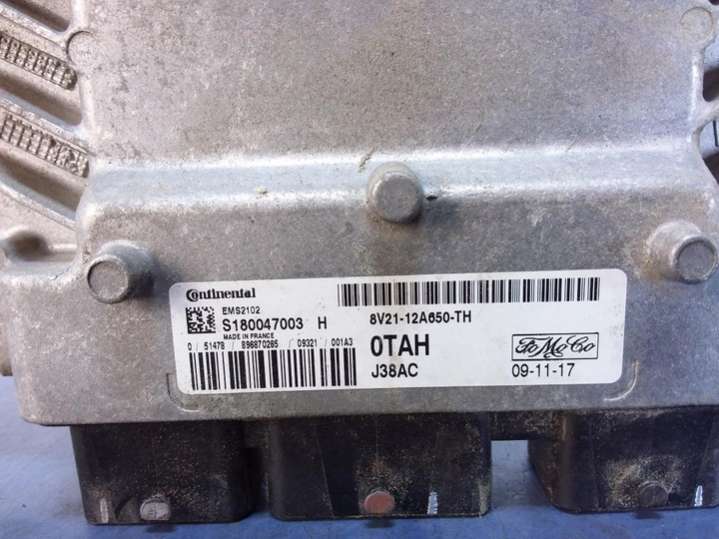 Continental
EMS2102
S180047003 H
MADE IN FRANCE
0 / 51478 / 896870265 / 09321 / 001A3
8V21-12A650-TH
0TAH
J38AC
FoMoCo
09-11-17